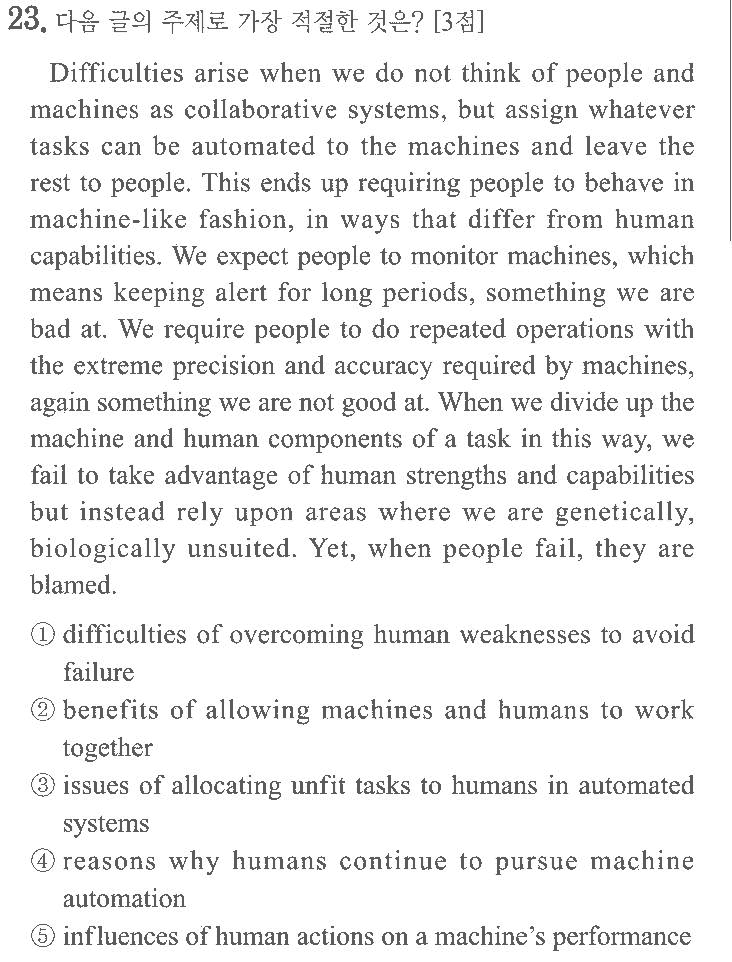 23. 다음 글의 주제로 가장 적절한 것은? [3점]
Difficulties arise when we do not think of people and
machines as collaborative systems, but assign whatever
tasks can be automated to the machines and leave the
rest to people. This ends up requiring people to behave in
machine-like fashion, in ways that differ from human
capabilities. We expect people to monitor machines, which
means keeping alert for long periods, something we are
bad at. We require people to do repeated operations with
the extreme precision and accuracy required by machines,
again something we are not good at. When we divide up the
machine and human components of a task in this way, we
fail to take advantage of human strengths and capabilities
but instead rely upon areas where we are genetically,
biologically unsuited. Yet, when people fail, they are
blamed.
① difficulties of overcoming human weaknesses to avoid
failure
② benefits of allowing machines and humans to work
together
③ issues of allocating unfit tasks to humans in automated
systems
④ reasons why humans continue to pursue machine
automation
⑤ influences of human actions on a machine's performance